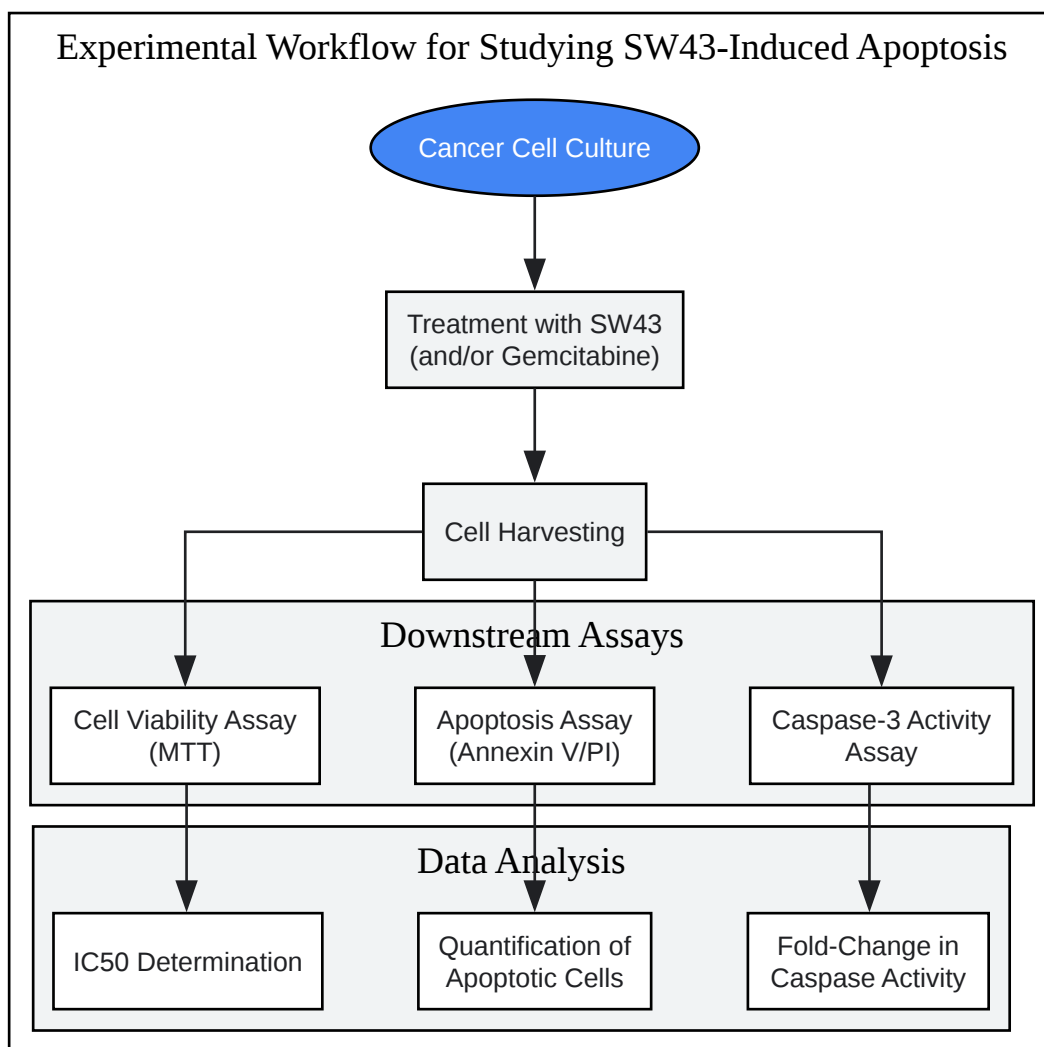 Experimental Workflow for Studying SW43-Induced Apoptosis
Cancer Cell Culture
Treatment with SW43
(and/or Gemcitabine)
Cell Harvesting
Downstream Assays
Cell Viability Assay
(MTT)
Apoptosis Assay
(Annexin V/PI)
Caspase-3 Activity
Assay
Data Analysis
IC50 Determination
Quantification of
Apoptotic Cells
Fold-Change in
Caspase Activity